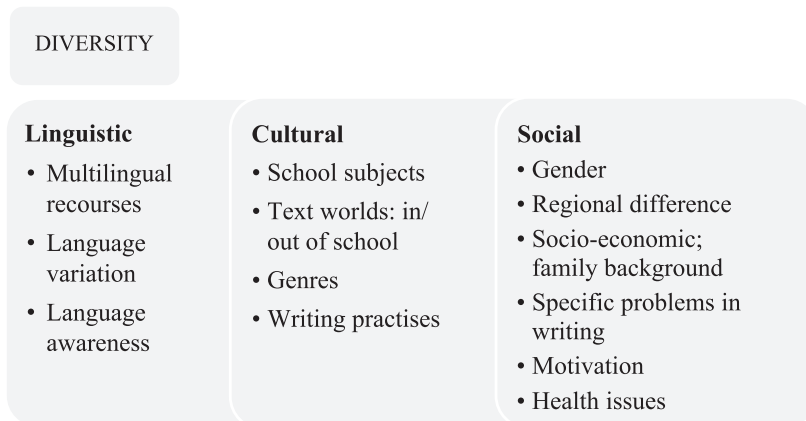 DIVERSITY
Linguistic
• Multilingual
recourses
• Language
variation
• Language
awareness
Cultural
• School subjects
• Text worlds: in/
out of school
• Genres
• Writing practises
Social
• Gender
• Regional difference
• Socio-economic;
family background
• Specific problems in
writing
• Motivation
• Health issues